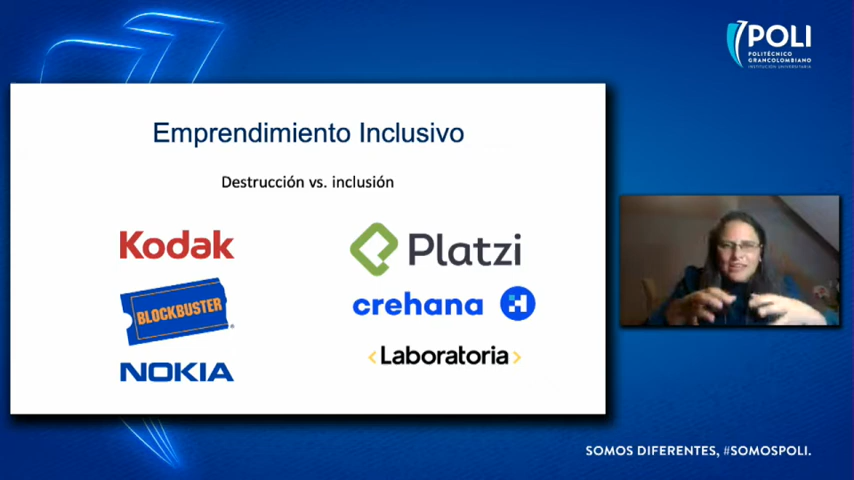 POLI
POLITÉCNICO
GRANCOLOMBIANO
INSTITUCIÓN UNIVERSITARIA
Emprendimiento Inclusivo
Destrucción vs. inclusión
Kodak
Platzi
BLOCKBUSTER
crehana H
NOKIA
<Laboratoria>
SOMOS DIFERENTES, #SOMOSPOLI.